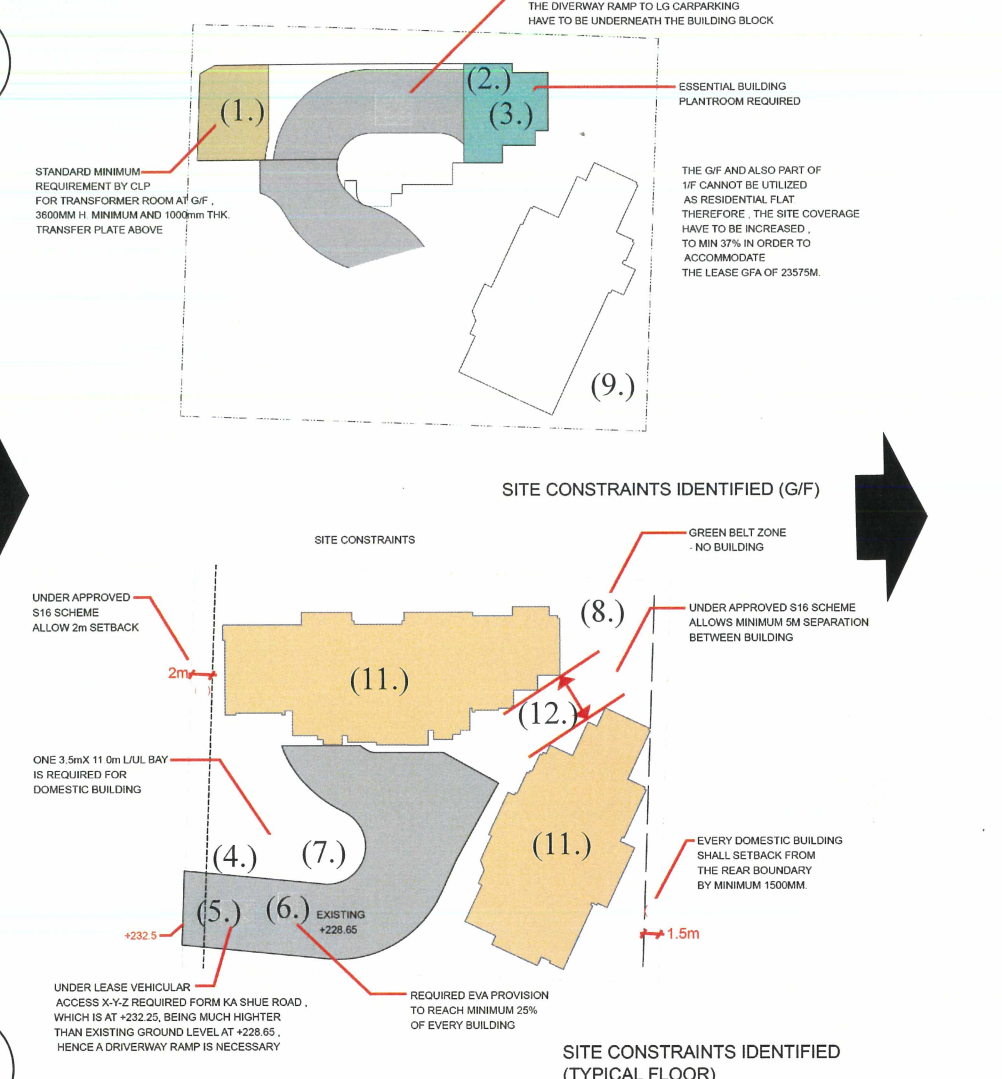 THE DIVERWAY RAMP TO LG CARPARKING
HAVE TO BE UNDERNEATH THE BUILDING BLOCK
(1.)
(2.)
(3.)
ESSENTIAL BUILDING
PLANTROOM REQUIRED
STANDARD MINIMUM
REQUIREMENT BY CLP
FOR TRANSFORMER ROOM AT G/F ,
3600MM H. MINIMUM AND 1000mm THK.
TRANSFER PLATE ABOVE
THE G/F AND ALSO PART OF
1/F CANNOT BE UTILIZED
AS RESIDENTIAL FLAT
THEREFORE , THE SITE COVERAGE
HAVE TO BE INCREASED ,
TO MIN 37% IN ORDER TO
ACCOMMODATE
THE LEASE GFA OF 23575M.
(9.)
SITE CONSTRAINTS IDENTIFIED (G/F)
SITE CONSTRAINTS
GREEN BELT ZONE
- NO BUILDING
UNDER APPROVED
S16 SCHEME
ALLOW 2m SETBACK
(8.)
UNDER APPROVED S16 SCHEME
ALLOWS MINIMUM 5M SEPARATION
BETWEEN BUILDING
2m
(11.)
(12.)
ONE 3.5mX 11.0m L/UL BAY
IS REQUIRED FOR
DOMESTIC BUILDING
(4.)
(7.)
(11.)
EVERY DOMESTIC BUILDING
SHALL SETBACK FROM
THE REAR BOUNDARY
BY MINIMUM 1500MM.
(5.)
(6.)
EXISTING
+228.65
+232.5
1.5m
UNDER LEASE VEHICULAR
ACCESS X-Y-Z REQUIRED FORM KA SHUE ROAD ,
WHICH IS AT +232.25, BEING MUCH HIGHTER
THAN EXISTING GROUND LEVEL AT +228.65 ,
HENCE A DRIVERWAY RAMP IS NECESSARY
REQUIRED EVA PROVISION
TO REACH MINIMUM 25%
OF EVERY BUILDING
SITE CONSTRAINTS IDENTIFIED
(TYPICAL FLOOR)